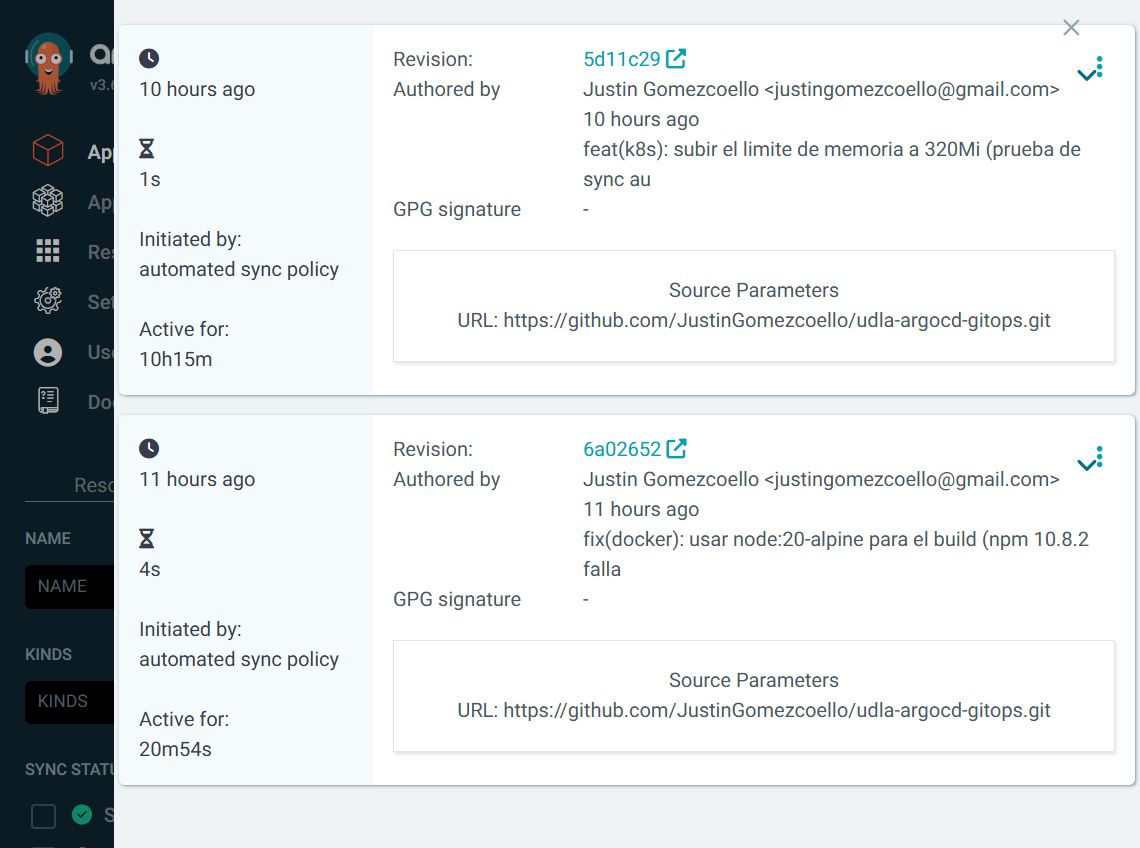 v3.6
App
App
Res
Set
Use
Doc
Reso
NAME
NAME
KINDS
KINDS
SYNC STATU
S
10 hours ago
1s
Initiated by:
automated sync policy
Active for:
10h15m
Revision: 5d11c29
Authored by Justin Gomezcoello <justingomezcoello@gmail.com>
10 hours ago
feat(k8s): subir el limite de memoria a 320Mi (prueba de
sync au
GPG signature -
Source Parameters
URL: https://github.com/JustinGomezcoello/udla-argocd-gitops.git
11 hours ago
4s
Initiated by:
automated sync policy
Active for:
20m54s
Revision: 6a02652
Authored by Justin Gomezcoello <justingomezcoello@gmail.com>
11 hours ago
fix(docker): usar node:20-alpine para el build (npm 10.8.2
falla
GPG signature -
Source Parameters
URL: https://github.com/JustinGomezcoello/udla-argocd-gitops.git